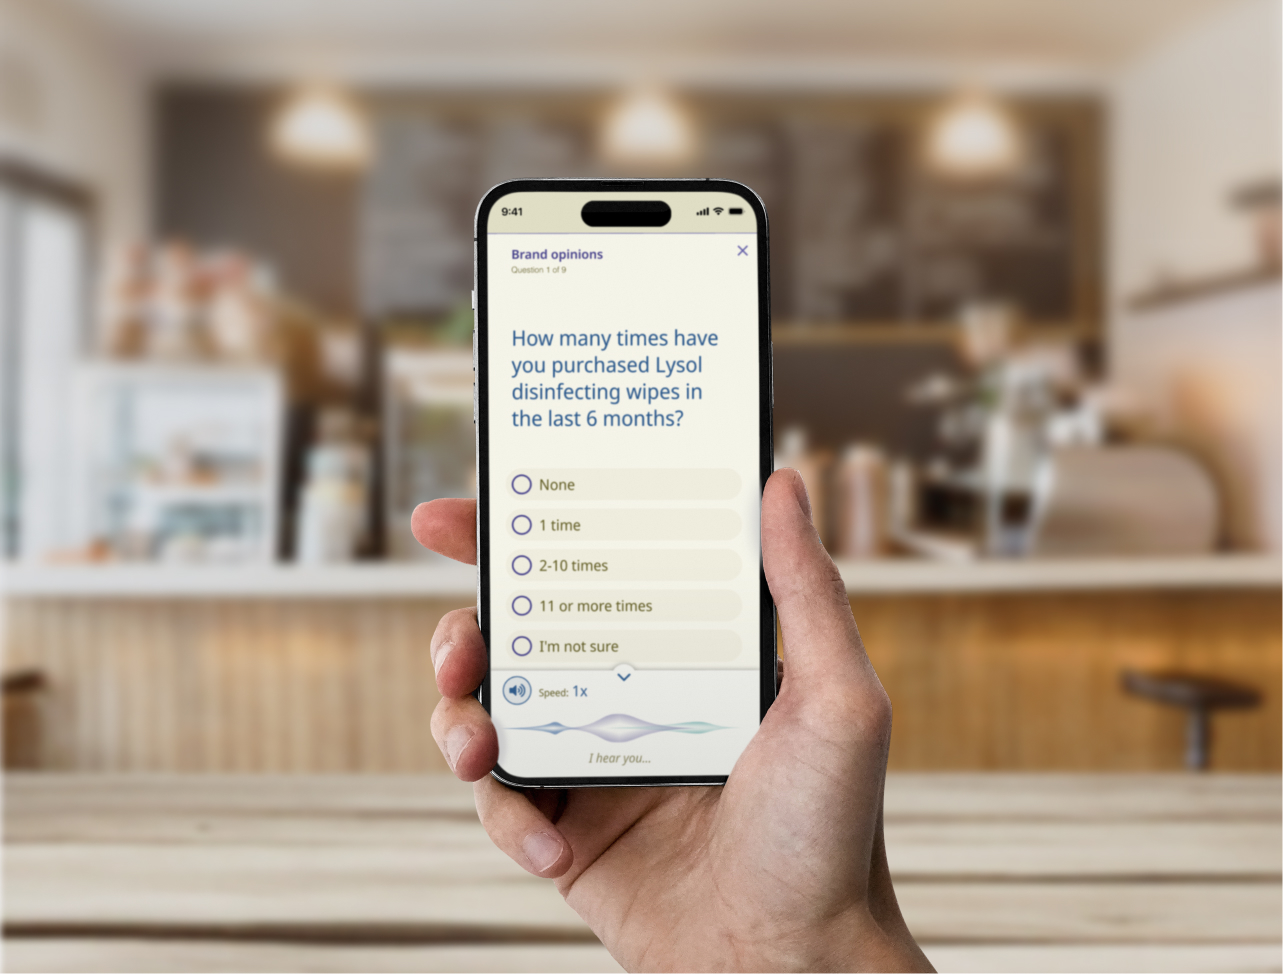 9:41
Brand opinions
Question 1 of 9
How many times have
you purchased Lysol
disinfecting wipes in
the last 6 months?
None
1 time
2-10 times
11 or more times
I'm not sure
Speed: 1x
I hear you...